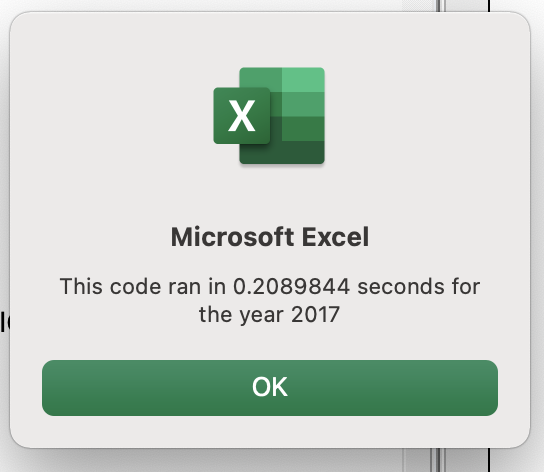 X
Microsoft Excel
This code ran in 0.2089844 seconds for
the year 2017
OK